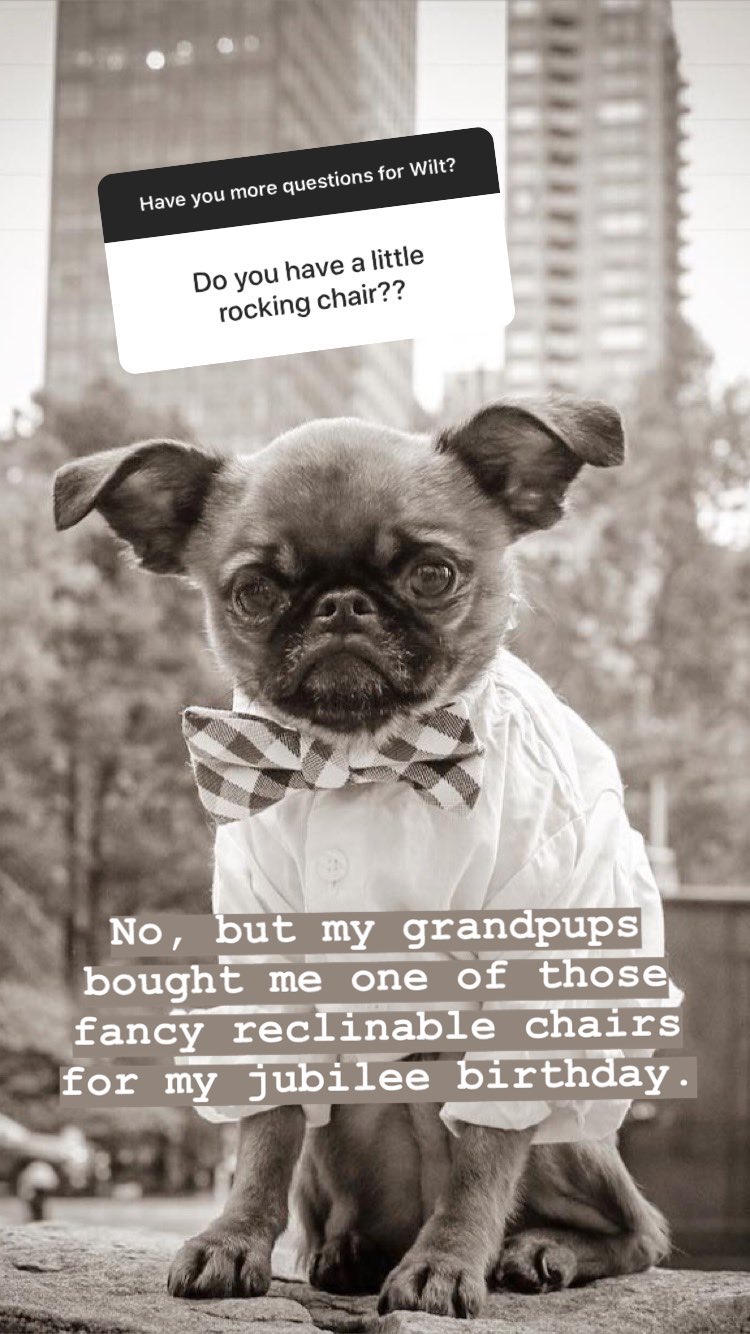 Have you more questions for Wilt?
Do you have a little
rocking chair??
No, but my grandpups
bought me one of those
fancy reclinable chairs
for my jubilee birthday.